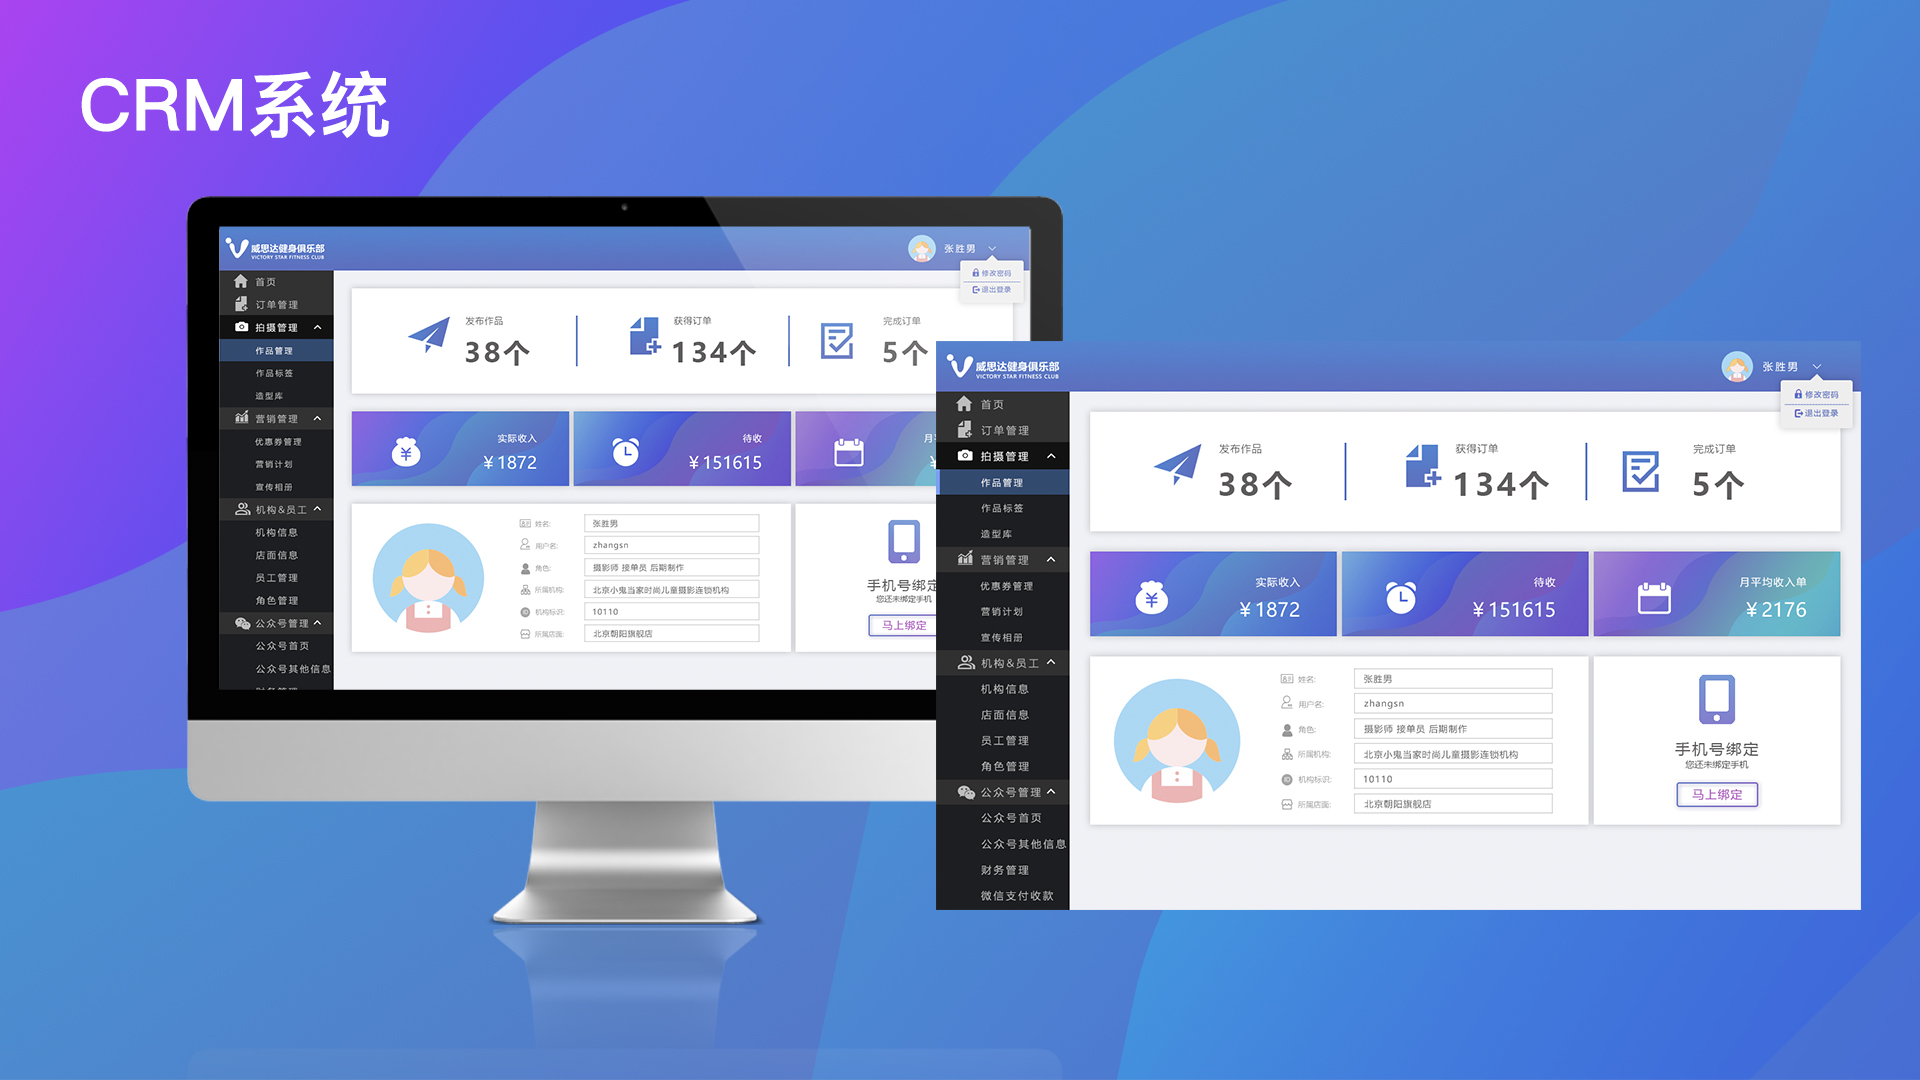 CRM系统
威思达健身俱乐部
VICTORY STAR FITNESS CLUB
张胜男
修改密码
退出登录
首页
订单管理
拍摄管理
作品管理
作品标签
造型库
营销管理
优惠券管理
营销计划
宣传相册
机构&员工
机构信息
店面信息
员工管理
角色管理
公众号管理
公众号首页
公众号其他信息
发布作品
38个
获得订单
134个
完成订单
5个
实际收入
¥1872
待收
¥151615
姓名:
张胜男
用户名:
zhangsn
角色:
摄影师 接单员 后期制作
所属机构:
北京小鬼当家时尚儿童摄影连锁机构
机构标识:
10110
所属店面:
北京朝阳旗舰店
手机号绑定
您还未绑定手机
马上绑定
威思达健身俱乐部
VICTORY STAR FITNESS CLUB
张胜男
修改密码
退出登录
首页
订单管理
拍摄管理
作品管理
作品标签
造型库
营销管理
优惠券管理
营销计划
宣传相册
机构&员工
机构信息
店面信息
员工管理
角色管理
公众号管理
公众号首页
公众号其他信息
财务管理
微信支付收款
发布作品
38个
获得订单
134个
完成订单
5个
实际收入
¥1872
待收
¥151615
月平均收入单
¥2176
姓名:
张胜男
用户名:
zhangsn
角色:
摄影师 接单员 后期制作
所属机构:
北京小鬼当家时尚儿童摄影连锁机构
机构标识:
10110
所属店面:
北京朝阳旗舰店
手机号绑定
您还未绑定手机
马上绑定